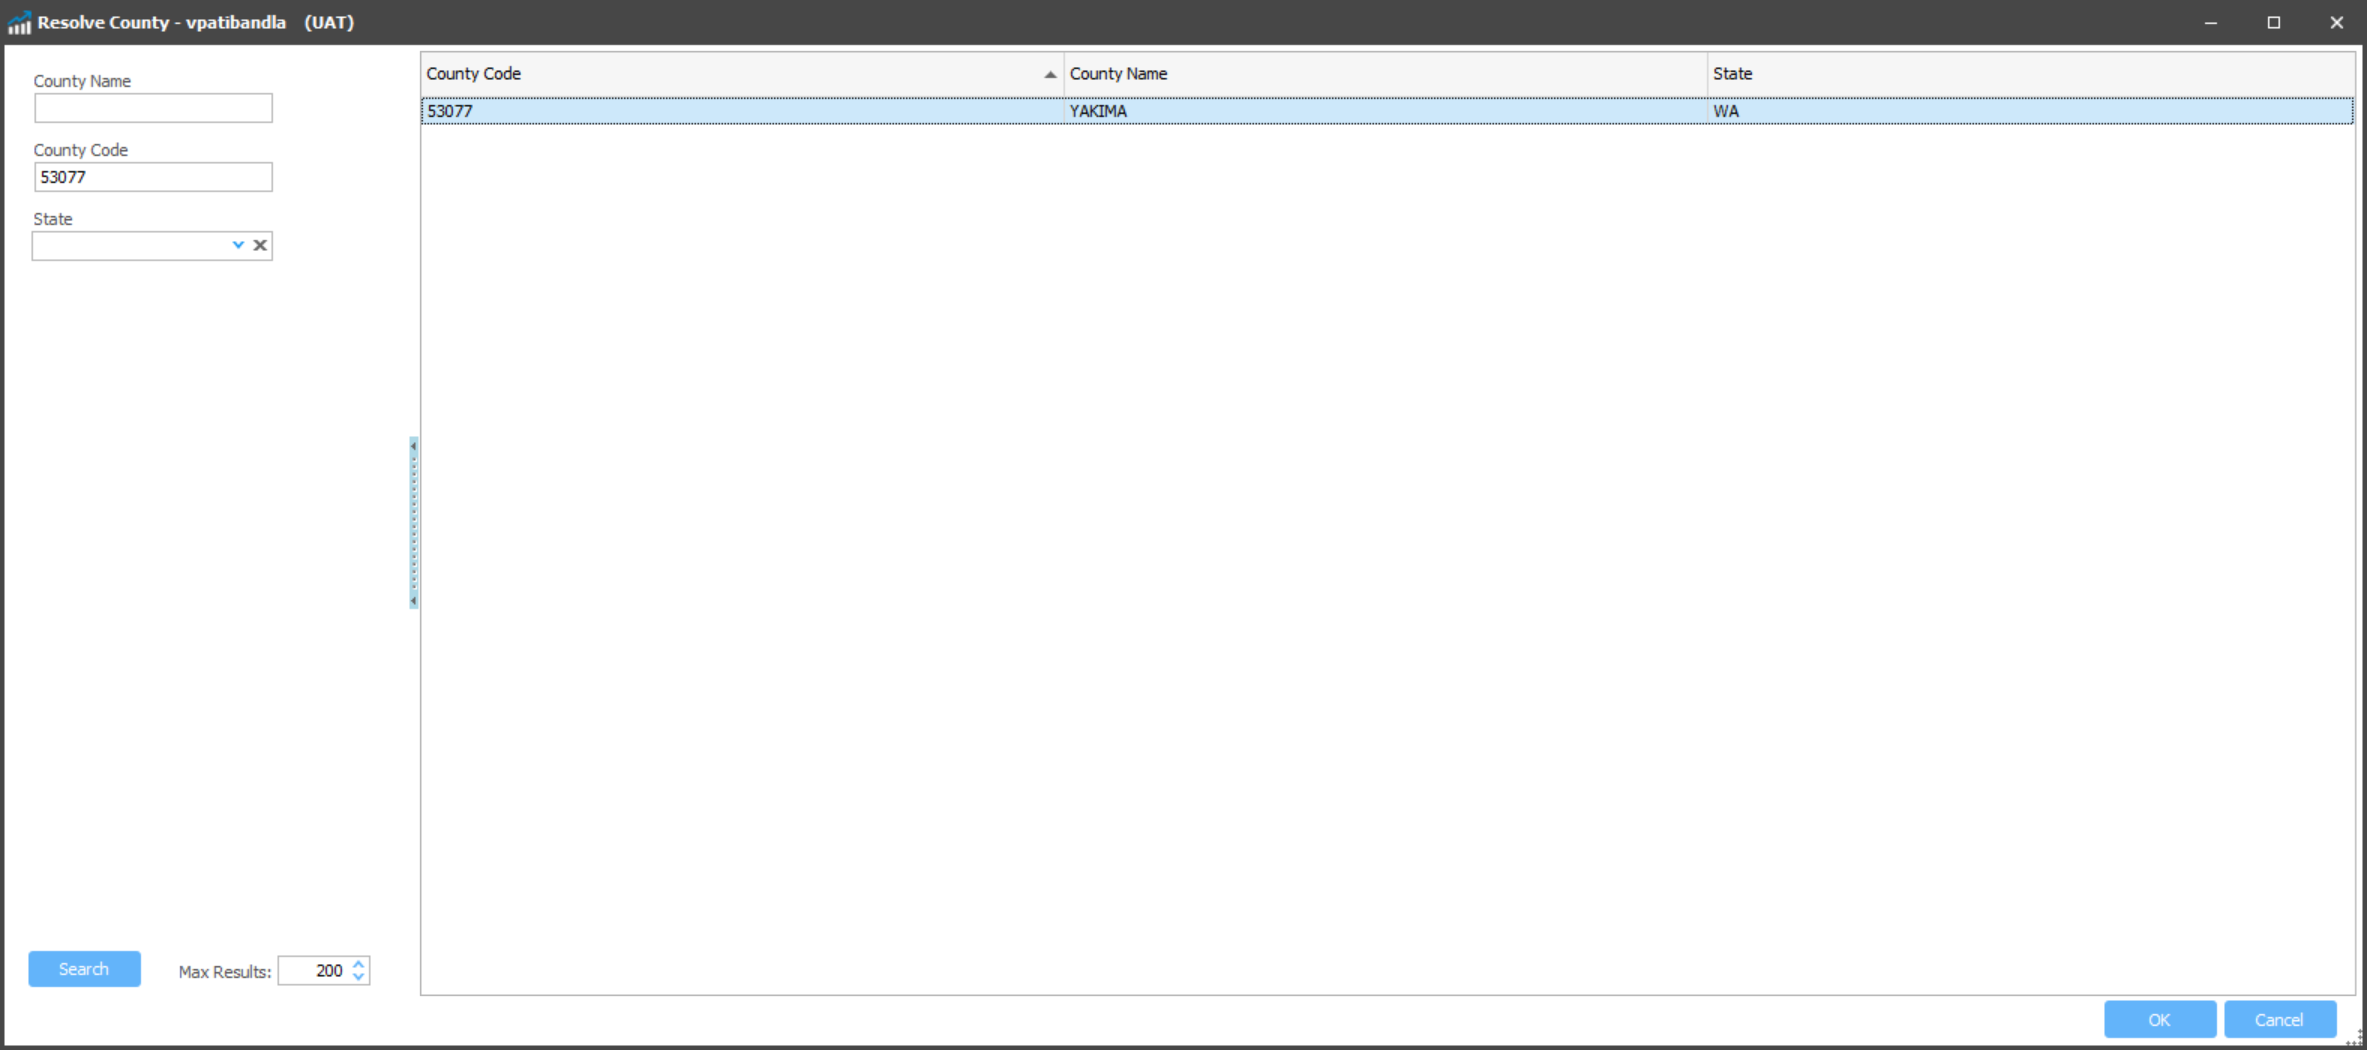 Resolve County - vpatibandla (UAT)
County Name
County Code
53077
State
County Code County Name State
53077 YAKIMA WA
Search Max Results: 200
OK Cancel